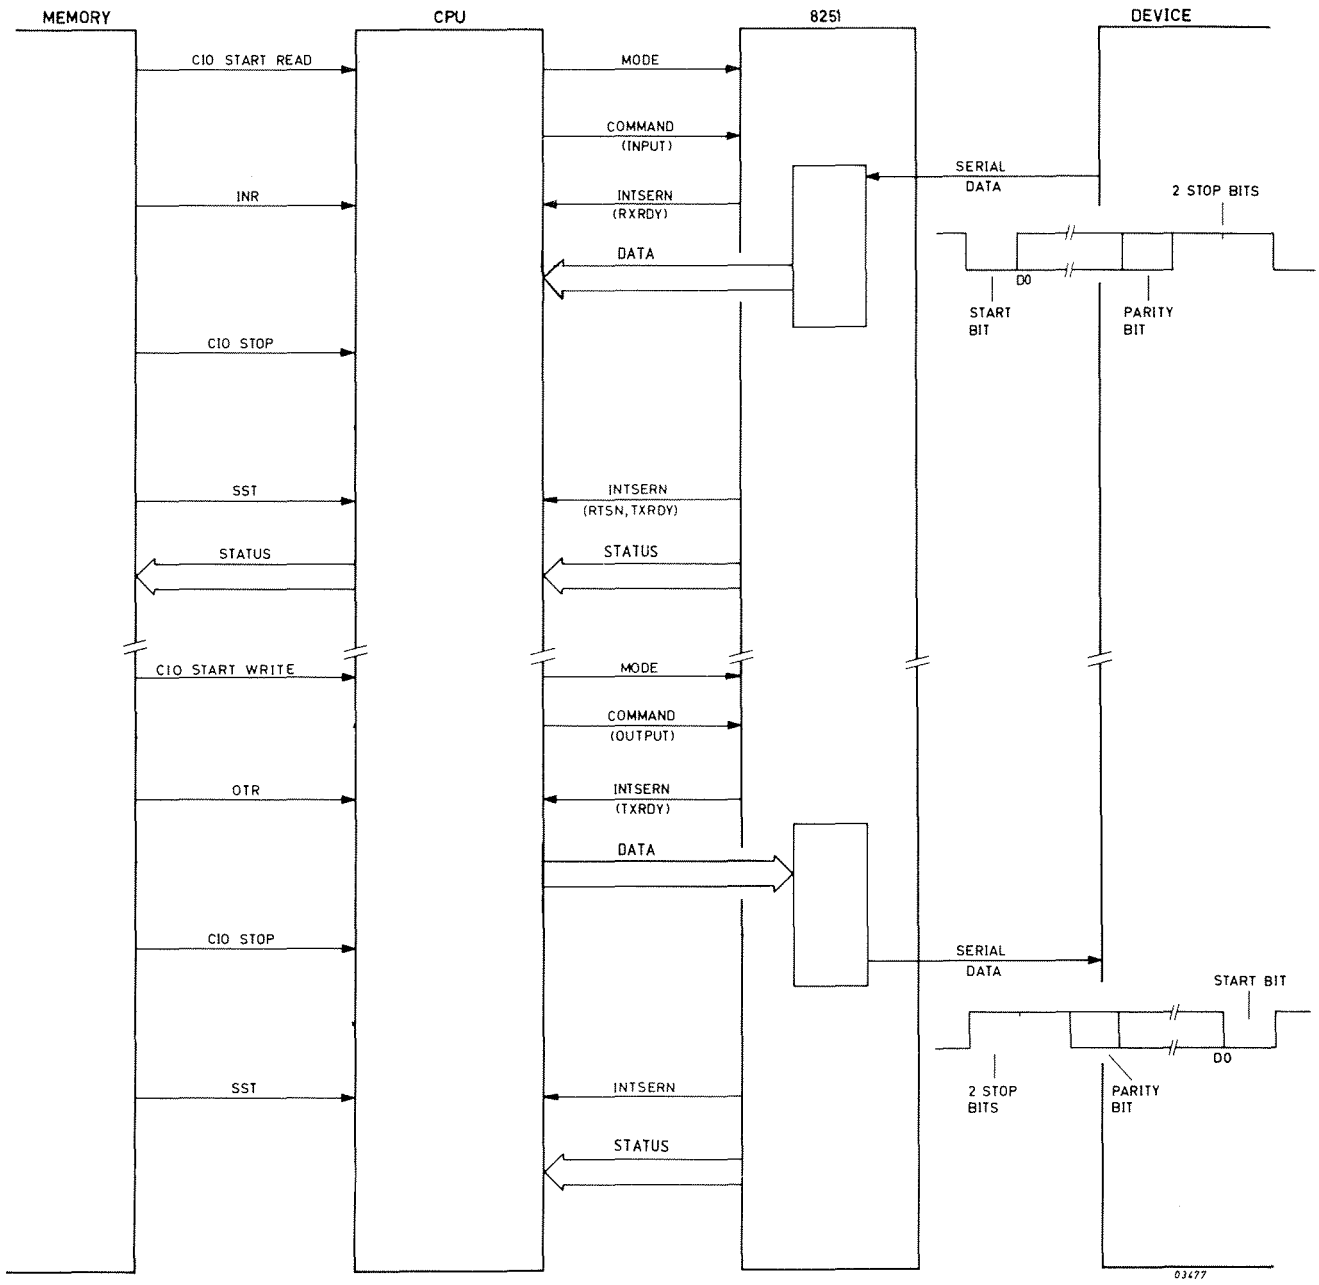 MEMORY
CPU
8251
DEVICE
CIO START READ
MODE
COMMAND
(INPUT)
SERIAL
DATA
INR
INTSERN
(RXRDY)
2 STOP BITS
DATA
D0
START
BIT
PARITY
BIT
CIO STOP
SST
INTSERN
(RTSN,TXRDY)
STATUS
STATUS
CIO START WRITE
MODE
COMMAND
(OUTPUT)
OTR
INTSERN
(TXRDY)
DATA
CIO STOP
SERIAL
DATA
START BIT
D0
SST
INTSERN
2 STOP
BITS
PARITY
BIT
STATUS
03477